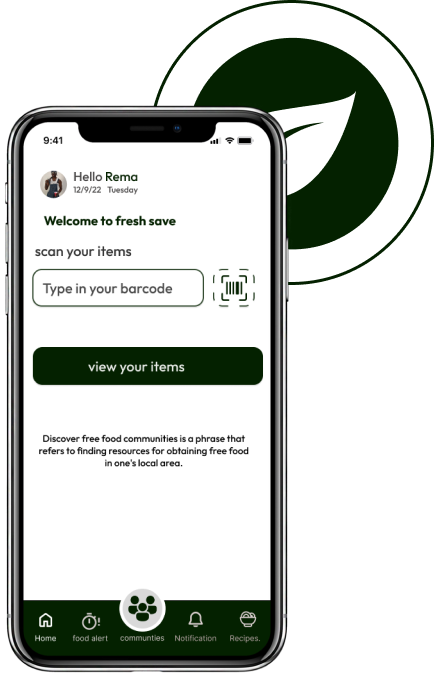 9:41
Hello Rema
12/9/22 Tuesday
Welcome to fresh save
scan your items
Type in your barcode
view your items
Discover free food communities is a phrase that
refers to finding resources for obtaining free food
in one's local area.
Home food alert communties Notification Recipes.